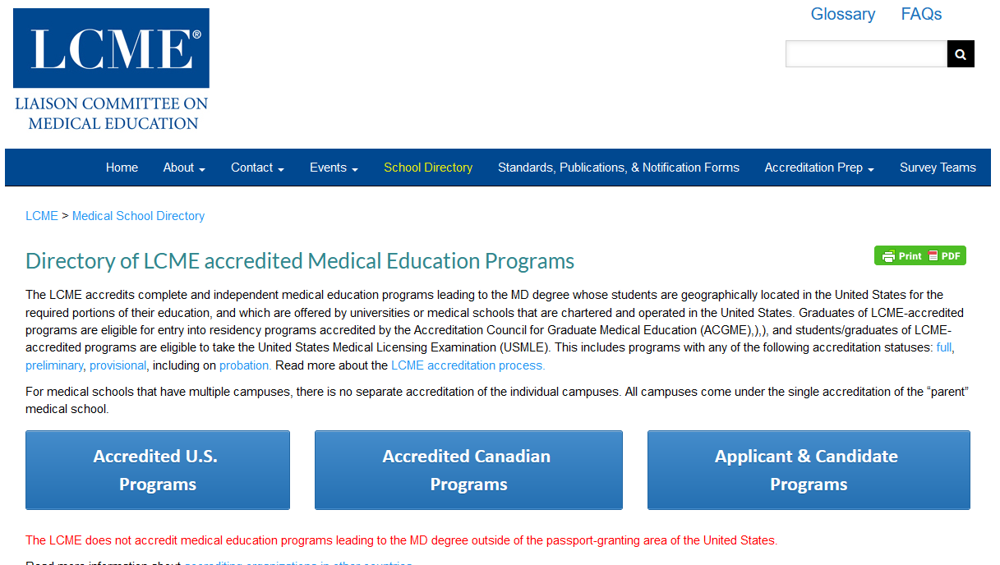 Glossary FAQs
LCME®
LIAISON COMMITTEE ON
MEDICAL EDUCATION
Home About Contact Events School Directory Standards, Publications, & Notification Forms Accreditation Prep Survey Teams
LCME > Medical School Directory
Directory of LCME accredited Medical Education Programs
Print PDF
The LCME accredits complete and independent medical education programs leading to the MD degree whose students are geographically located in the United States for the
required portions of their education, and which are offered by universities or medical schools that are chartered and operated in the United States. Graduates of LCME-accredited
programs are eligible for entry into residency programs accredited by the Accreditation Council for Graduate Medical Education (ACGME),),), and students/graduates of LCME-
accredited programs are eligible to take the United States Medical Licensing Examination (USMLE). This includes programs with any of the following accreditation statuses: full,
preliminary, provisional, including on probation. Read more about the LCME accreditation process.
For medical schools that have multiple campuses, there is no separate accreditation of the individual campuses. All campuses come under the single accreditation of the “parent”
medical school.
Accredited U.S.
Programs
Accredited Canadian
Programs
Applicant & Candidate
Programs
The LCME does not accredit medical education programs leading to the MD degree outside of the passport-granting area of the United States.
Read more information about accrediting organizations in other countries